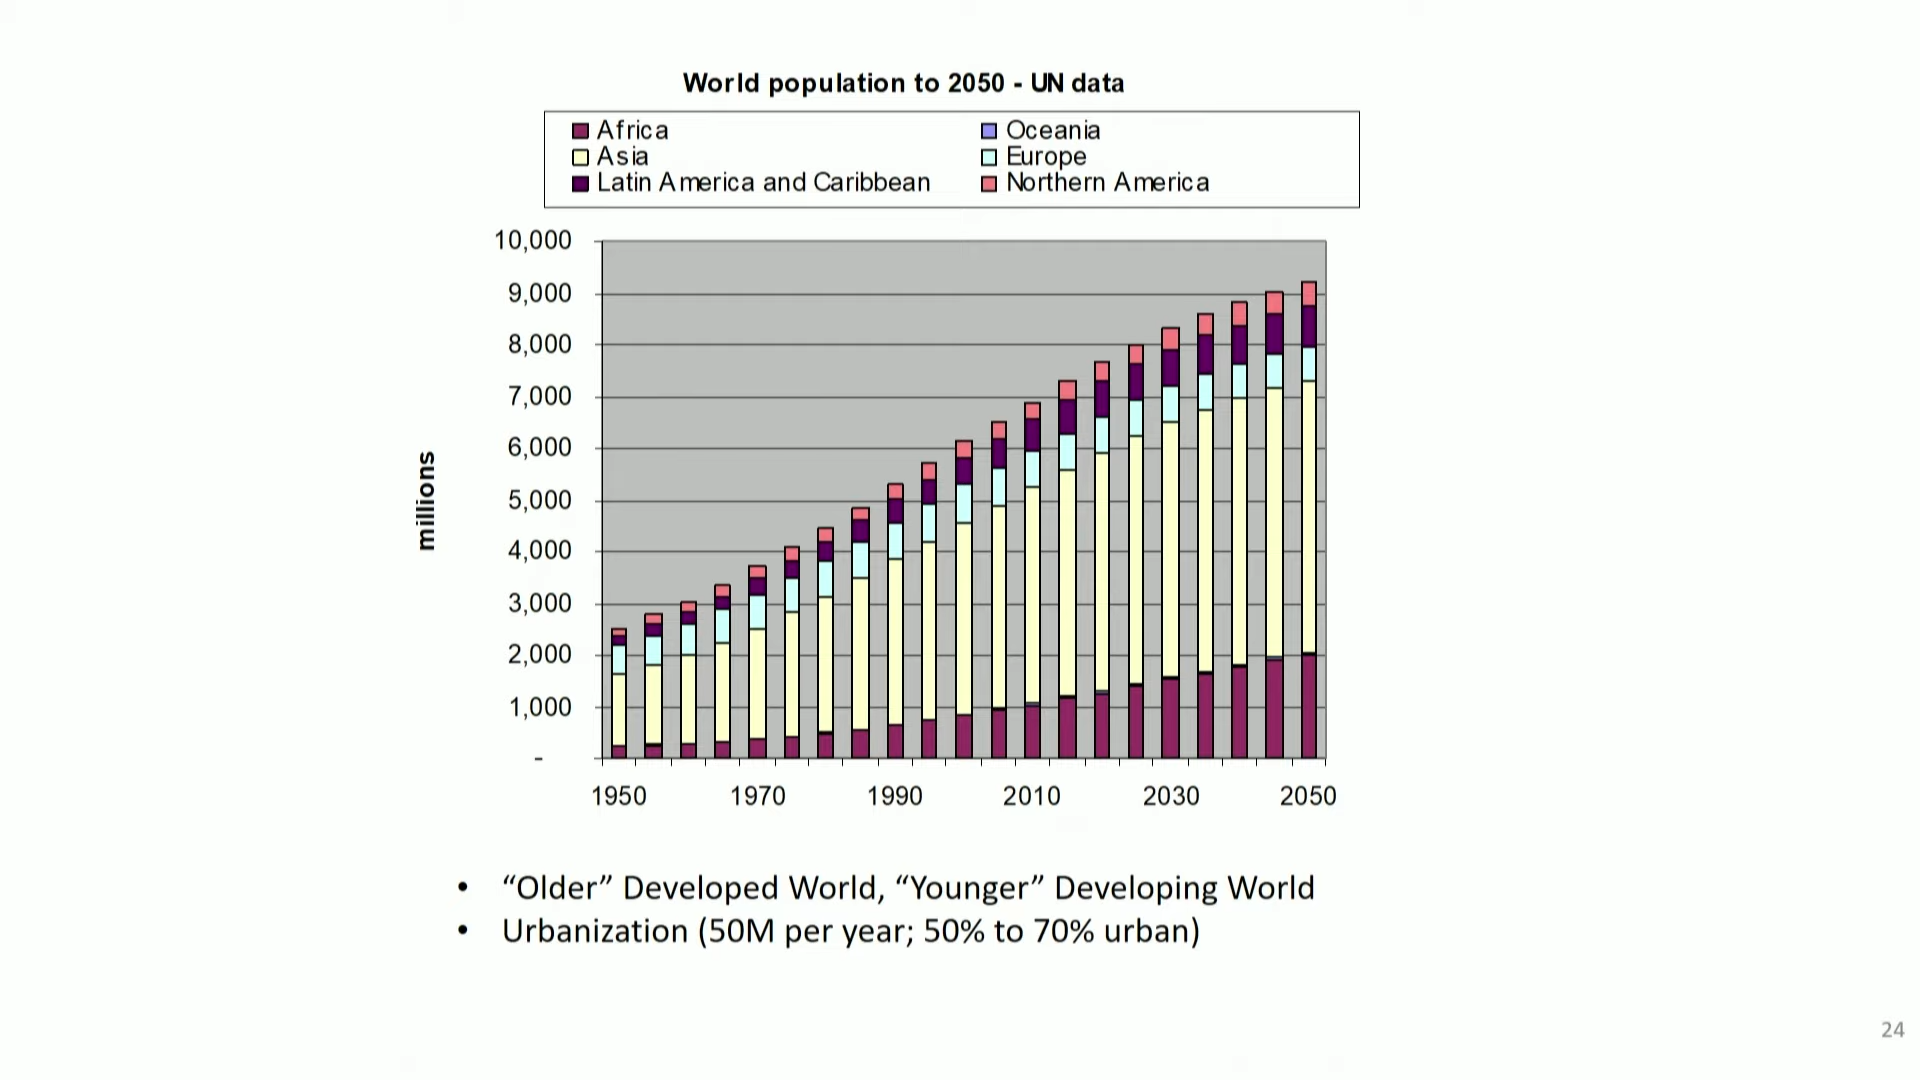 World population to 2050 - UN data
Africa
Oceania
Asia
Europe
Latin America and Caribbean
Northern America
10,000
9,000
8,000
7,000
6,000
5,000
4,000
3,000
2,000
1,000
-
millions
1950 1970 1990 2010 2030 2050
• “Older” Developed World, “Younger” Developing World
• Urbanization (50M per year; 50% to 70% urban)
24